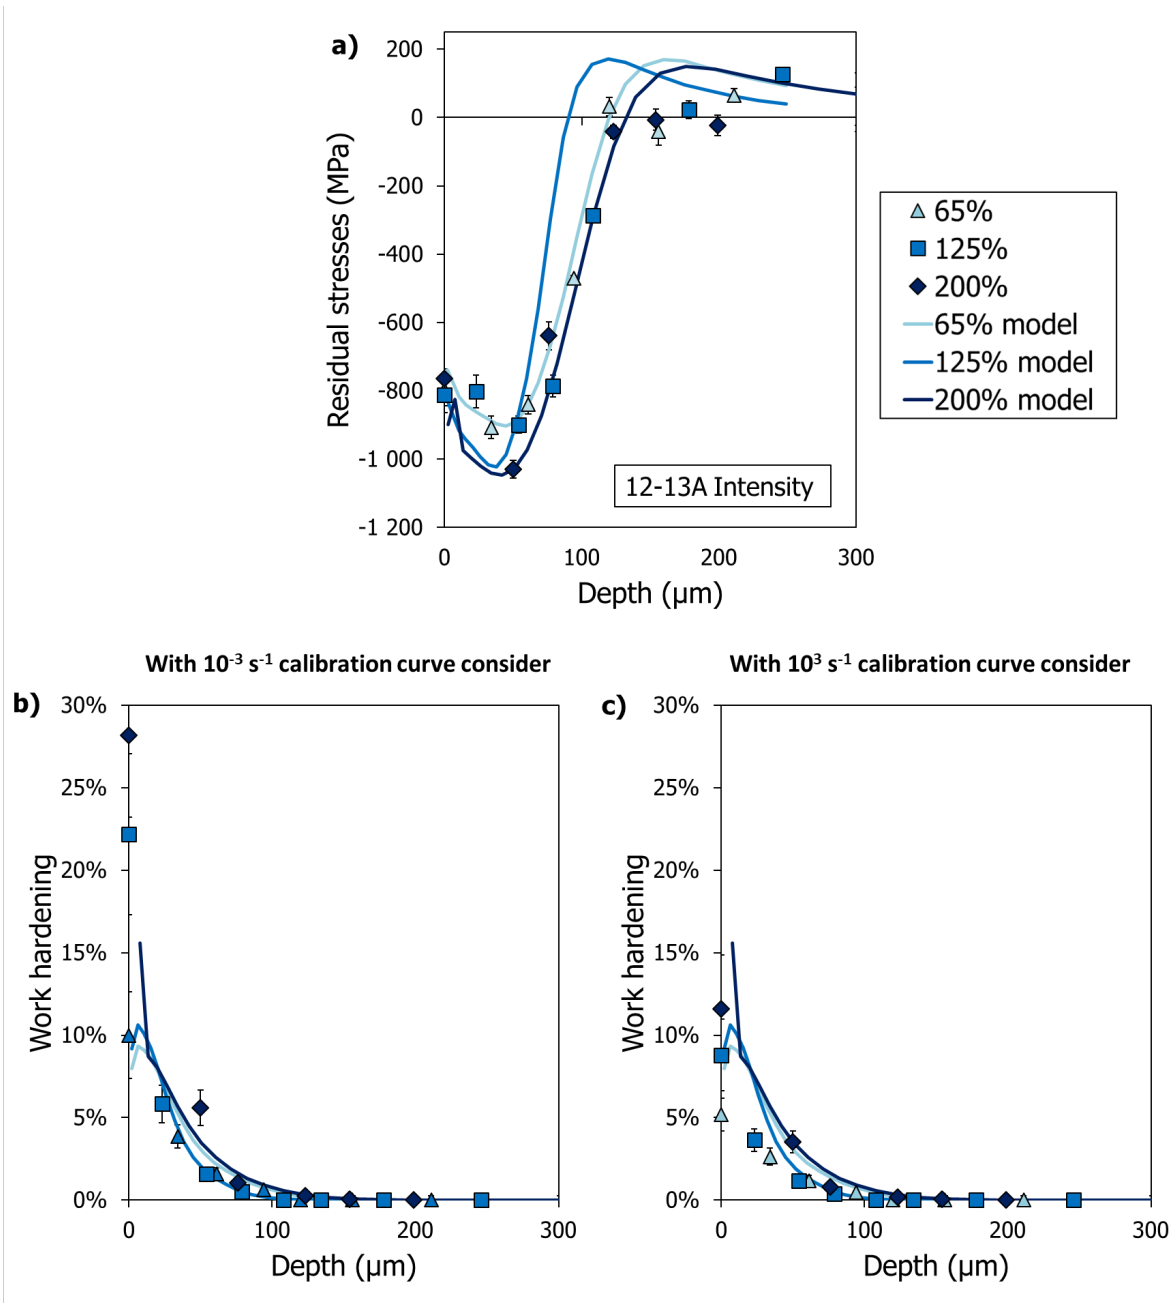 a)
200
0
-200
-400
-600
-800
-1 000
-1 200
Residual stresses (MPa)
12-13A Intensity
0 100 200 300
Depth (μm)
65%
125%
200%
65% model
125% model
200% model
With 10⁻³ s⁻¹ calibration curve consider
b)
30%
25%
20%
15%
10%
5%
0%
Work hardening
0 100 200 300
Depth (μm)
With 10³ s⁻¹ calibration curve consider
c)
30%
25%
20%
15%
10%
5%
0%
Work hardening
0 100 200 300
Depth (μm)